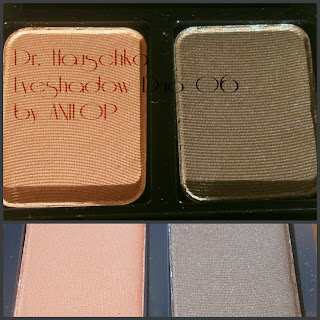 Dr. Hauschka
Eyeshadow Duo 06
by ANILOP